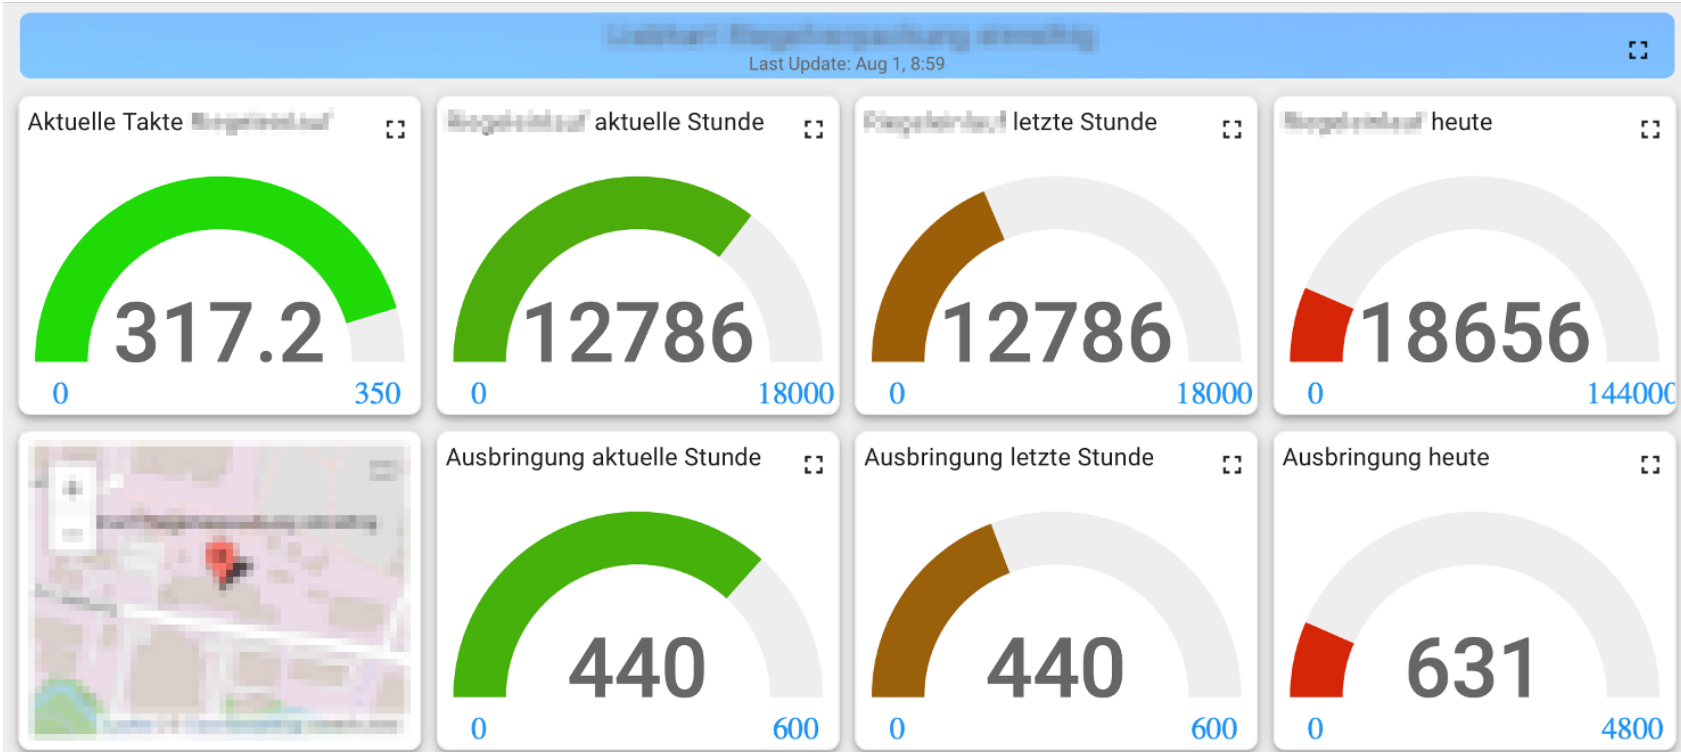 Last Update: Aug 1, 8:59
Aktuelle Takte
aktuelle Stunde
letzte Stunde
heute
317.2
0 350
12786
0 18000
12786
0 18000
18656
0 144000
Ausbringung aktuelle Stunde
440
0 600
Ausbringung letzte Stunde
440
0 600
Ausbringung heute
631
0 4800